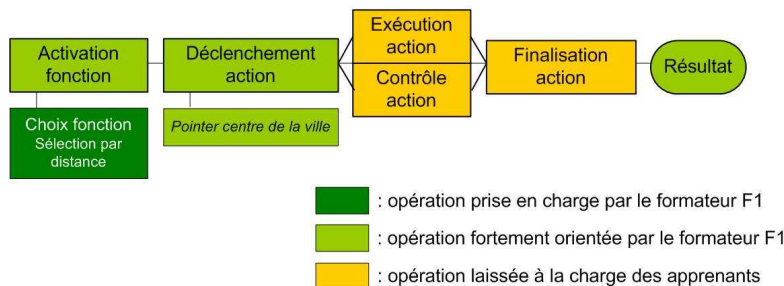 Activation
fonction
Déclenchement
action
Exécution
action
Contrôle
action
Finalisation
action
Résultat
Choix fonction
Sélection par
distance
Pointer centre de la ville
: opération prise en charge par le formateur F1
: opération fortement orientée par le formateur F1
: opération laissée à la charge des apprenants